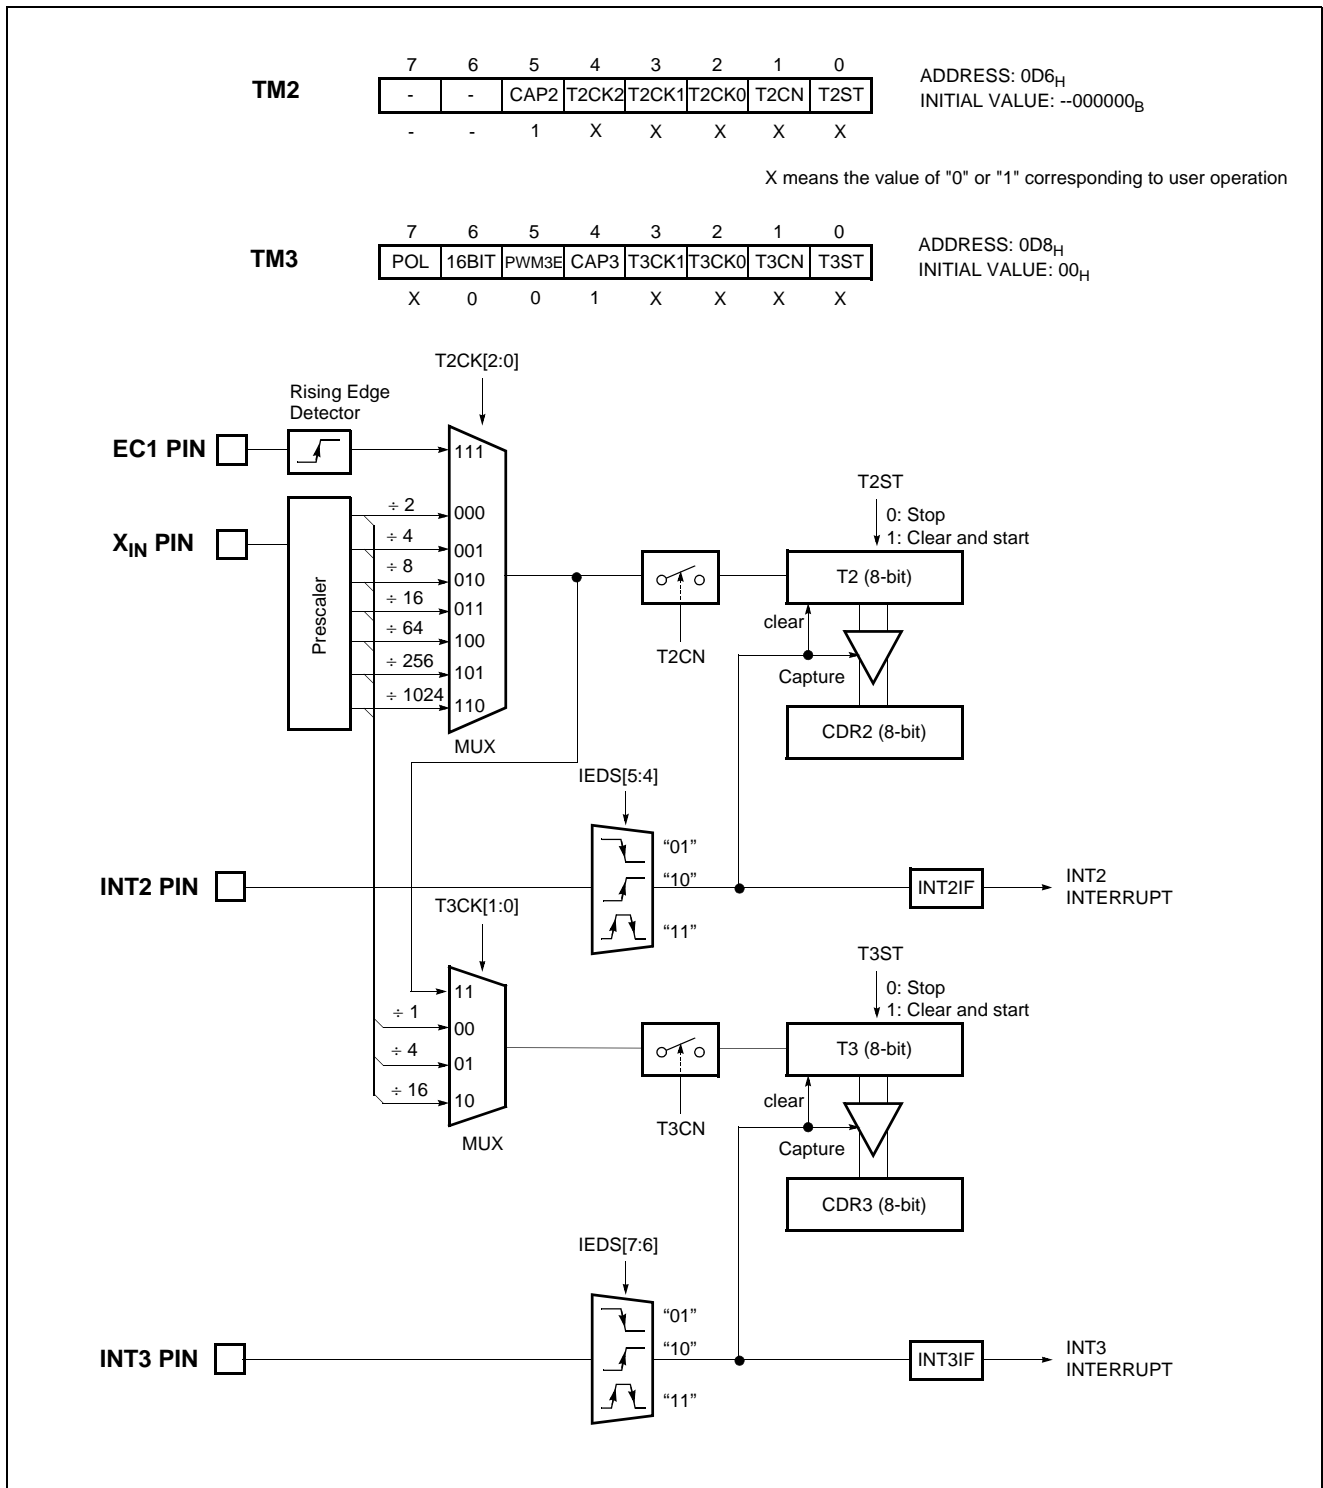 7 6 5 4 3 2 1 0
TM2 - - CAP2 T2CK2 T2CK1 T2CK0 T2CN T2ST
ADDRESS: 0D6H
INITIAL VALUE: --000000B
- - 1 X X X X X
X means the value of "0" or "1" corresponding to user operation
7 6 5 4 3 2 1 0
TM3 POL 16BIT PWM3E CAP3 T3CK1 T3CK0 T3CN T3ST
ADDRESS: 0D8H
INITIAL VALUE: 00H
X 0 0 1 X X X X
T2CK[2:0]
Rising Edge
Detector
EC1 PIN
111
XIN PIN
Prescaler
÷ 2
000
÷ 4
001
÷ 8
010
÷ 16
011
÷ 64
100
÷ 256
101
÷ 1024
110
MUX
T2CN
T2ST
0: Stop
1: Clear and start
T2 (8-bit)
clear
Capture
CDR2 (8-bit)
IEDS[5:4]
INT2 PIN
“01”
“10”
“11”
INT2IF
INT2
INTERRUPT
T3CK[1:0]
11
÷ 1
00
÷ 4
01
÷ 16
10
MUX
T3CN
T3ST
0: Stop
1: Clear and start
T3 (8-bit)
clear
Capture
CDR3 (8-bit)
IEDS[7:6]
INT3 PIN
“01”
“10”
“11”
INT3IF
INT3
INTERRUPT